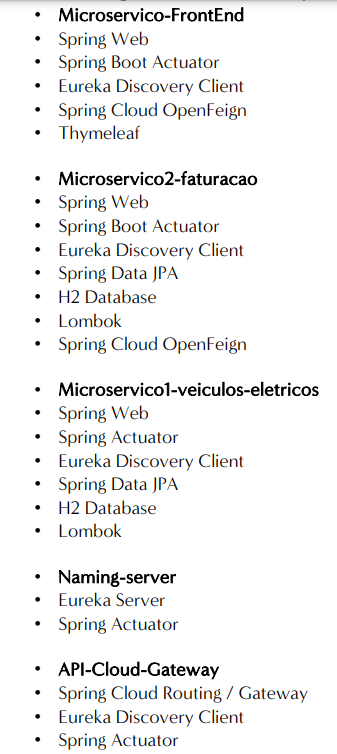 • Microservico-FrontEnd
• Spring Web
• Spring Boot Actuator
• Eureka Discovery Client
• Spring Cloud OpenFeign
• Thymeleaf
• Microservico2-faturacao
• Spring Web
• Spring Boot Actuator
• Eureka Discovery Client
• Spring Data JPA
• H2 Database
• Lombok
• Spring Cloud OpenFeign
• Microservico1-veiculos-eletricos
• Spring Web
• Spring Actuator
• Eureka Discovery Client
• Spring Data JPA
• H2 Database
• Lombok
• Naming-server
• Eureka Server
• Spring Actuator
• API-Cloud-Gateway
• Spring Cloud Routing / Gateway
• Eureka Discovery Client
• Spring Actuator